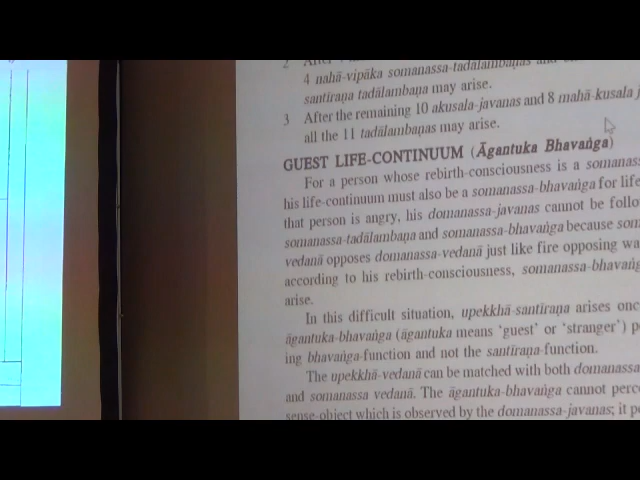 2 After
4 nahā-vipāka somanassa-tadālambaṇas and
santīraṇa tadālambaṇa may arise.
3 After the remaining 10 akusala-javanas and 8 mahā-kusala j
all the 11 tadālambaṇas may arise.
GUEST LIFE-CONTINUUM (Āgantuka Bhavaṅga)
For a person whose rebirth-consciousness is a somanass
his life-continuum must also be a somanassa-bhavaṅga for life
that person is angry, his domanassa-javanas cannot be follo
somanassa-tadālambaṇa and somanassa-bhavaṅga because som
vedanā opposes domanassa-vedanā just like fire opposing wa
according to his rebirth-consciousness, somanassa-bhavaṅg
arise.
In this difficult situation, upekkhā-santīraṇa arises onc
āgantuka-bhavaṅga (āgantuka means ‘guest’ or ‘stranger’) p
ing bhavaṅga-function and not the santīraṇa-function.
The upekkhā-vedanā can be matched with both domanassa
and somanassa vedanā. The āgantuka-bhavaṅga cannot perc
sense-object which is observed by the domanassa-javanas; it p